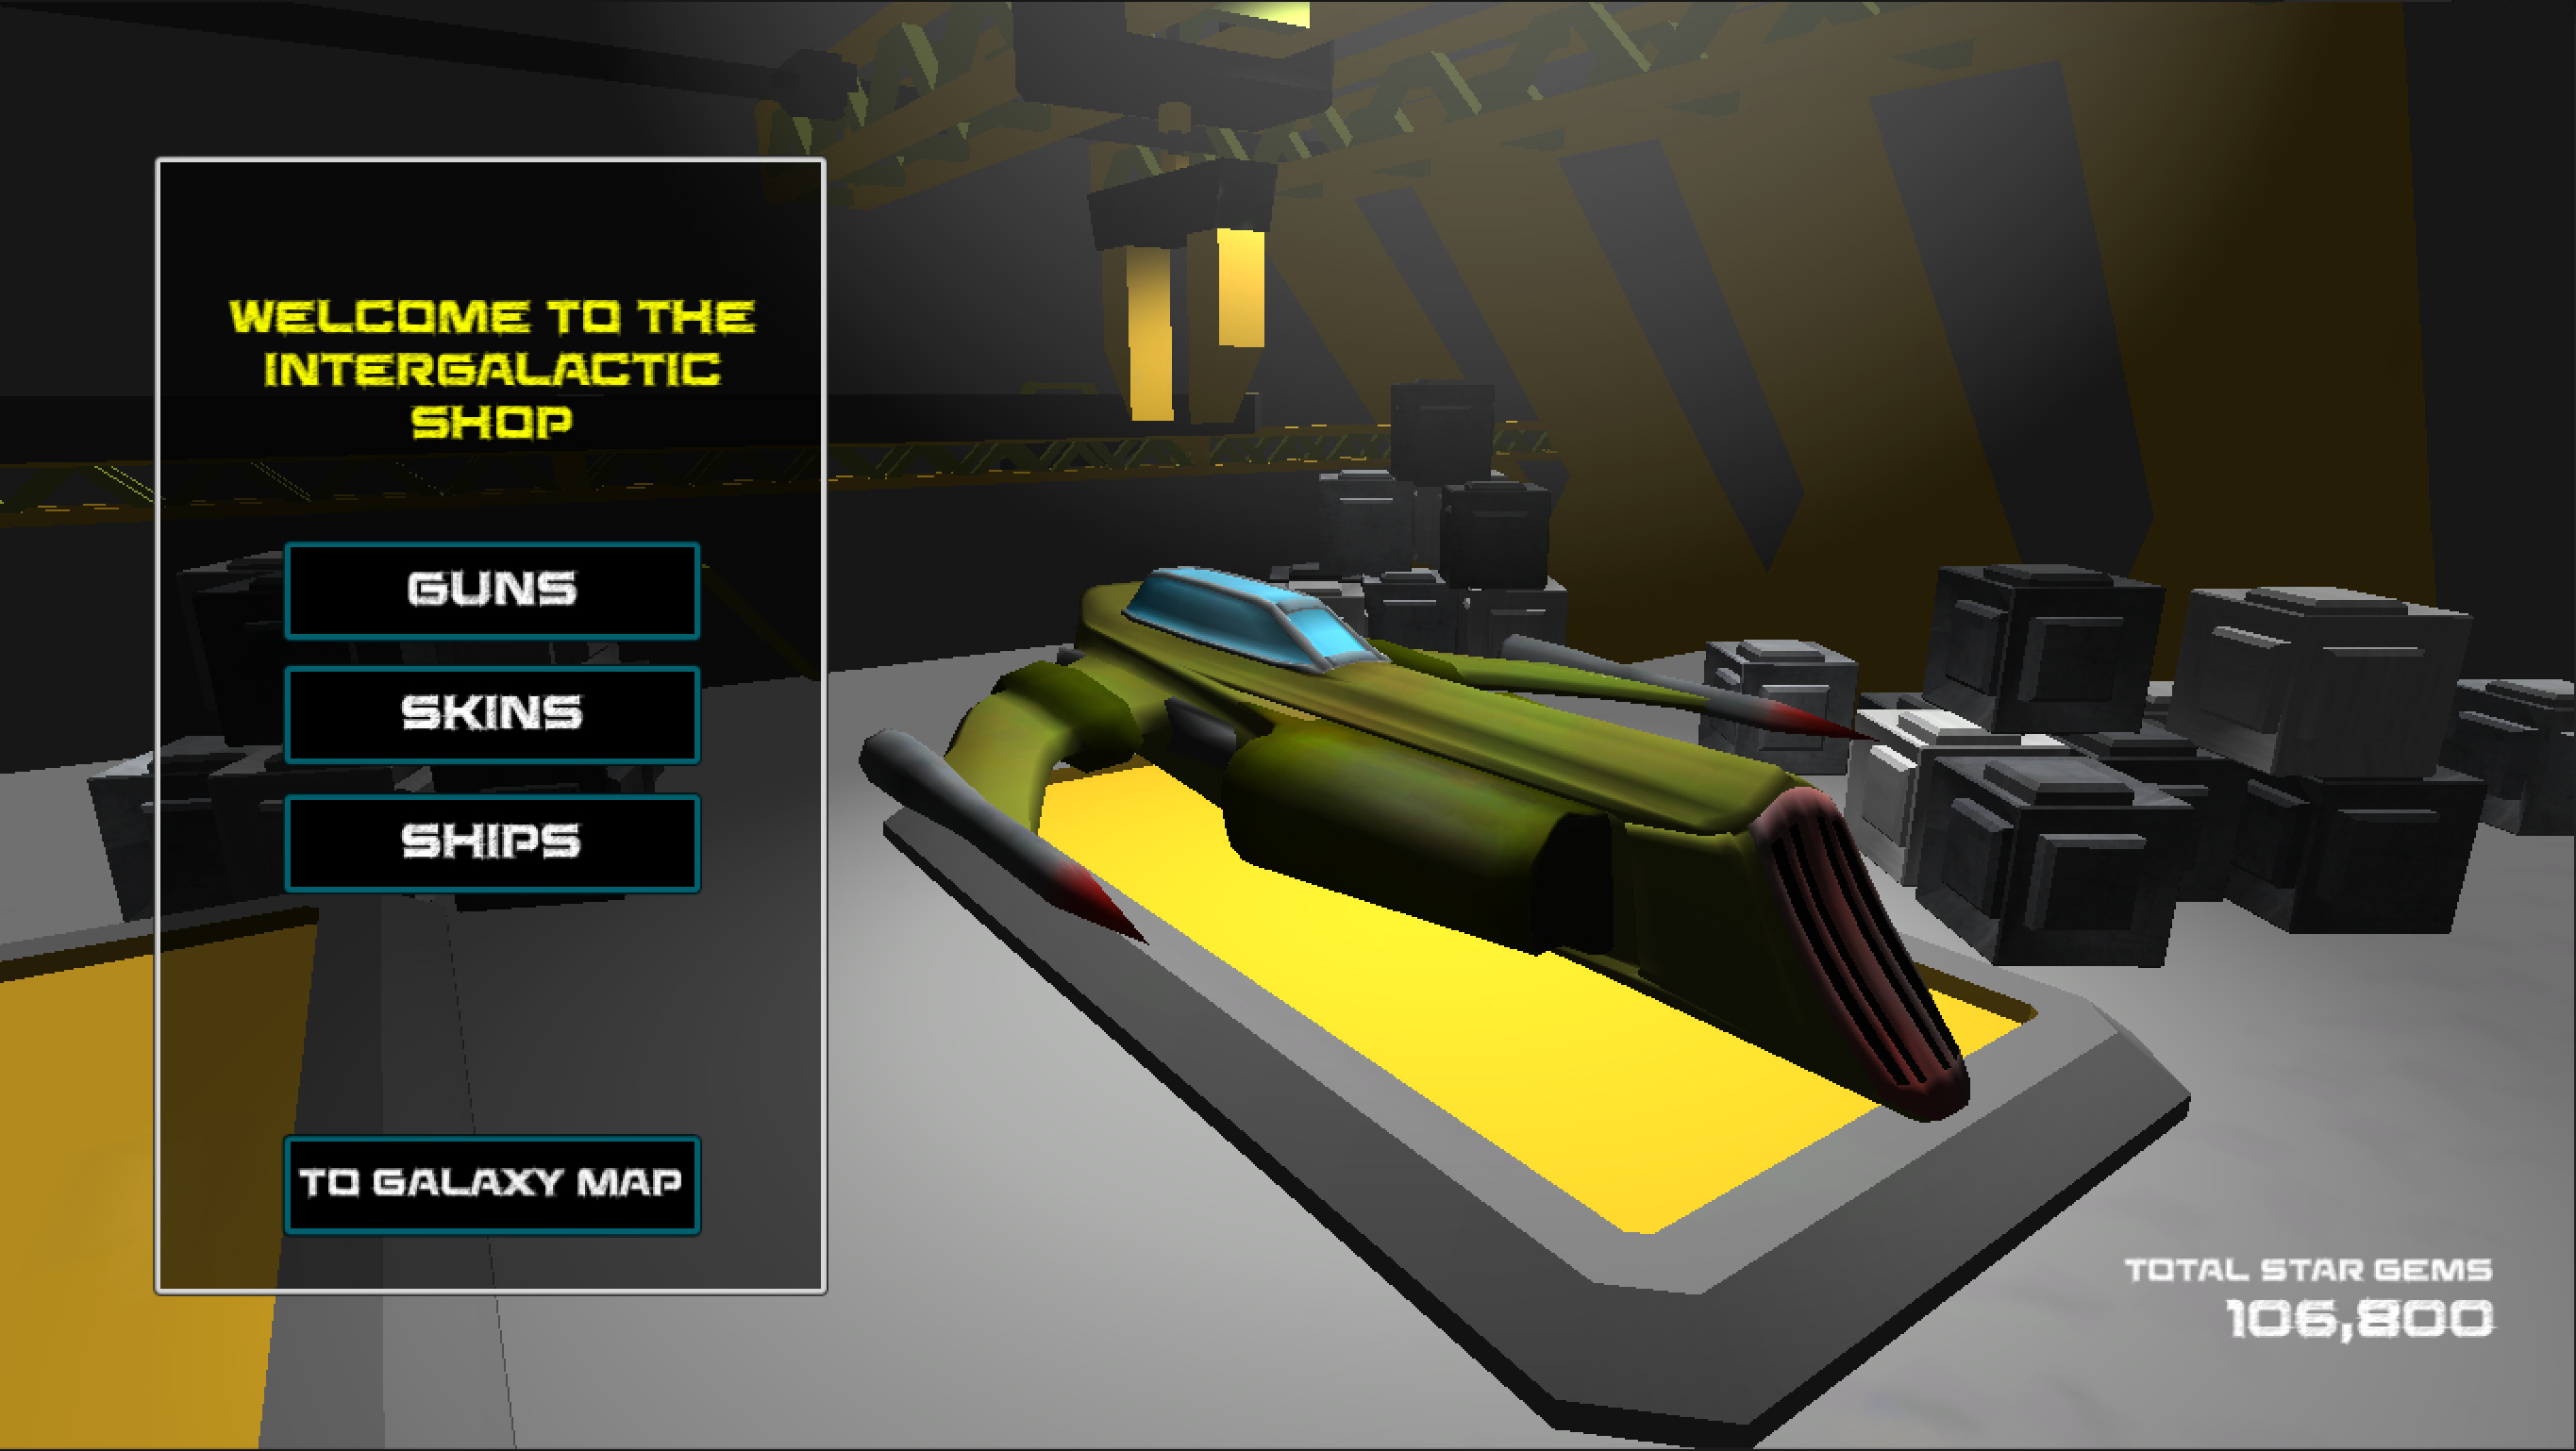 WELCOME TO THE
INTERGALACTIC
SHOP
GUNS
SKINS
SHIPS
TO GALAXY MAP
TOTAL STAR GEMS
106,800